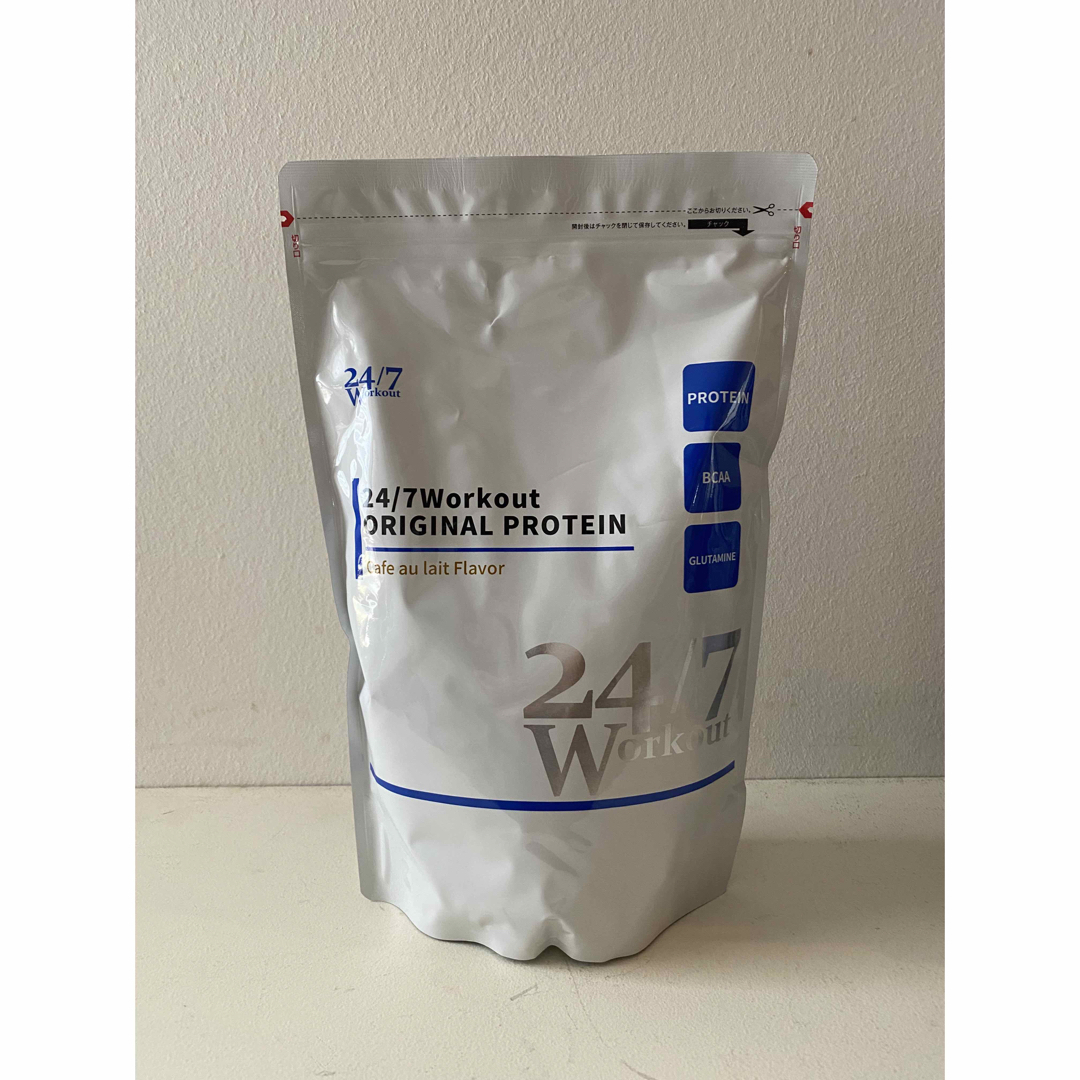 ここからお切りください。
開封後はチャックを閉じて保存してください。
チャック
24/7
Workout
PROTEIN
BCAA
GLUTAMINE
24/7Workout
ORIGINAL PROTEIN
Cafe au lait Flavor
24/7
Workout